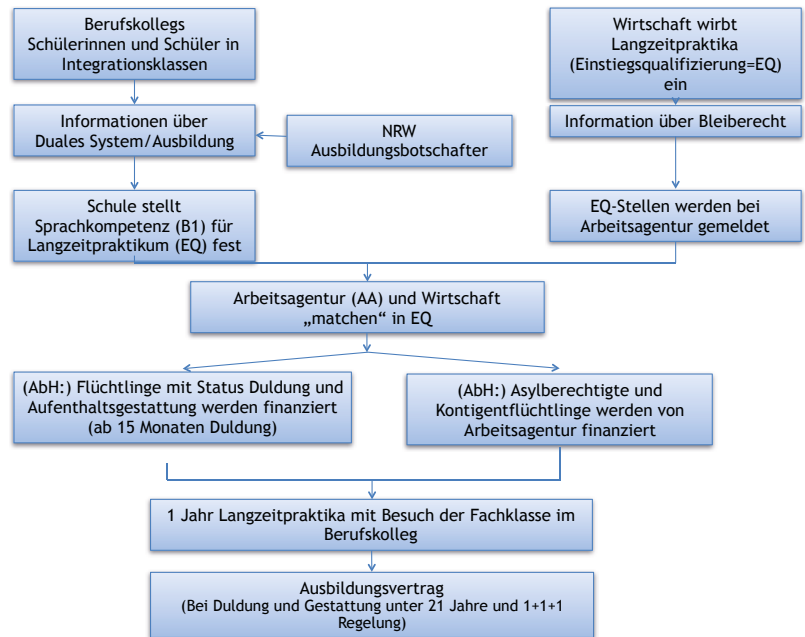 Berufskollegs
Schülerinnen und Schüler in
Integrationsklassen
Wirtschaft wirbt
Langzeitpraktika
(Einstiegsqualifizierung=EQ)
ein
Informationen über
Duales System/Ausbildung
NRW
Ausbildungsbotschafter
Information über Bleiberecht
Schule stellt
Sprachkompetenz (B1) für
Langzeitpraktikum (EQ) fest
EQ-Stellen werden bei
Arbeitsagentur gemeldet
Arbeitsagentur (AA) und Wirtschaft
„matchen“ in EQ
(AbH:) Flüchtlinge mit Status Duldung und
Aufenthaltsgestattung werden finanziert
(ab 15 Monaten Duldung)
(AbH:) Asylberechtigte und
Kontigentflüchtlinge werden von
Arbeitsagentur finanziert
1 Jahr Langzeitpraktika mit Besuch der Fachklasse im
Berufskolleg
Ausbildungsvertrag
(Bei Duldung und Gestattung unter 21 Jahre und 1+1+1
Regelung)